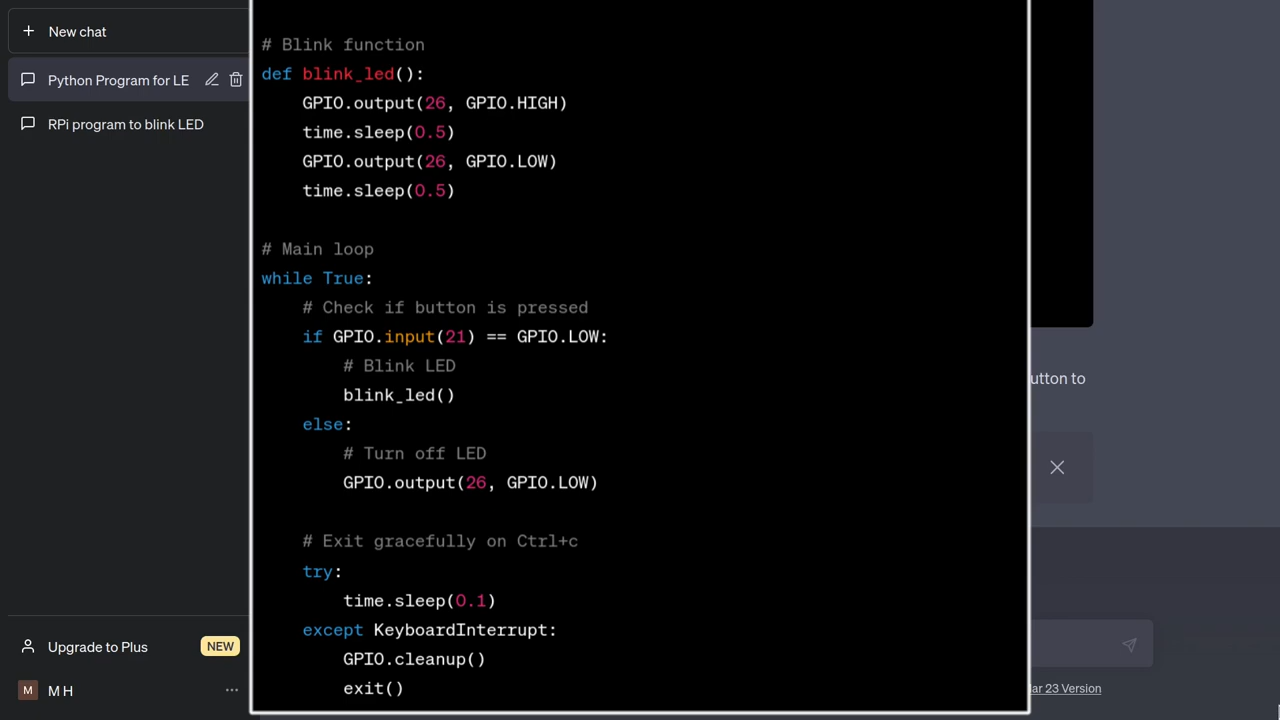 New chat
Python Program for LE
RPi program to blink LED
# Blink function
def blink_led():
    GPIO.output(26, GPIO.HIGH)
    time.sleep(0.5)
    GPIO.output(26, GPIO.LOW)
    time.sleep(0.5)
# Main loop
while True:
    # Check if button is pressed
    if GPIO.input(21) == GPIO.LOW:
        # Blink LED
        blink_led()
    else:
        # Turn off LED
        GPIO.output(26, GPIO.LOW)
    # Exit gracefully on Ctrl+c
    try:
        time.sleep(0.1)
    except KeyboardInterrupt:
        GPIO.cleanup()
        exit()
utton to
Upgrade to Plus NEW
M M H
ar 23 Version